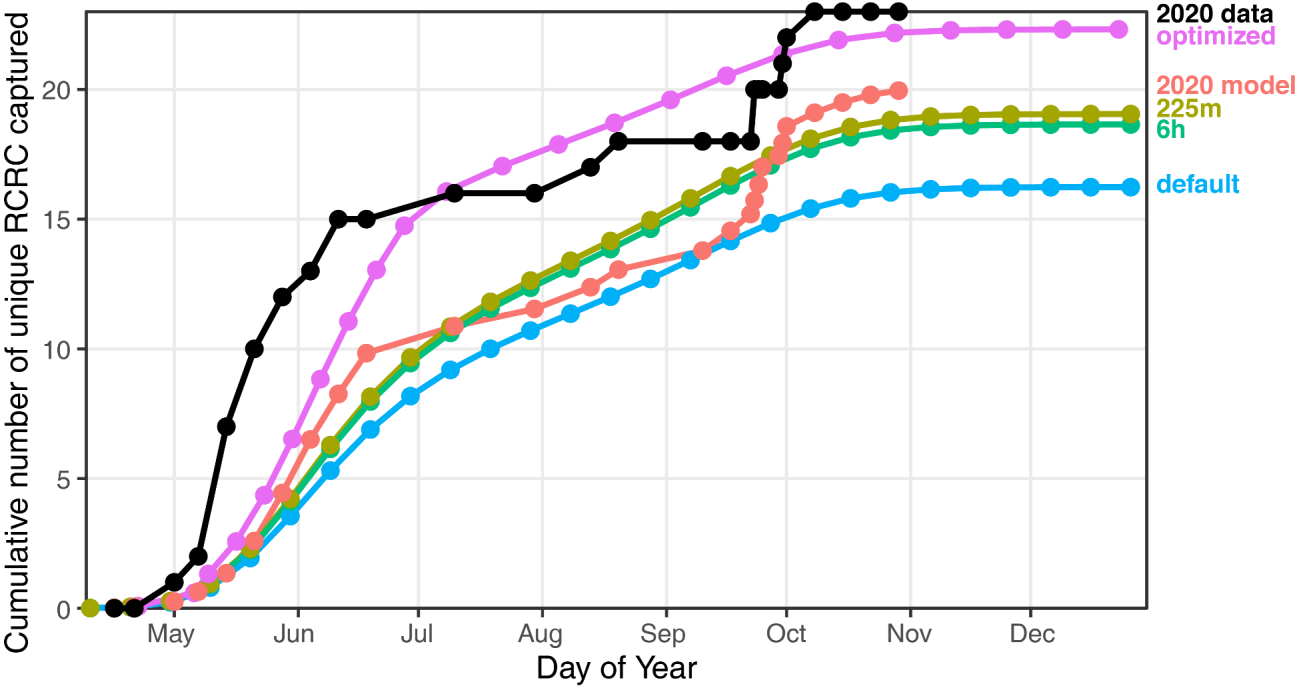 Cumulative number of unique RCRC captured
20
15
10
5
0
May Jun Jul Aug Sep Oct Nov Dec
Day of Year
2020 data
optimized
2020 model
225m
6h
default